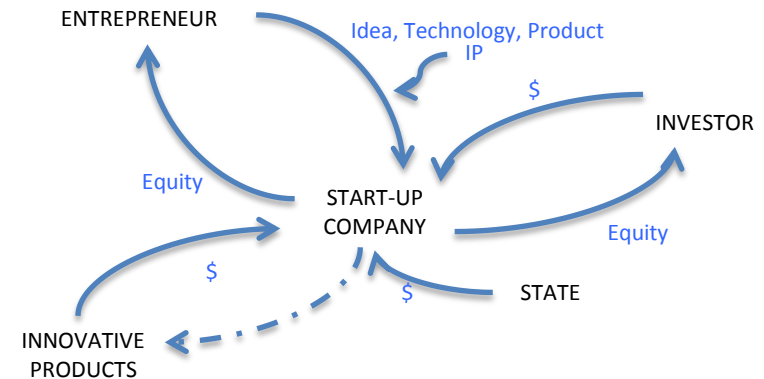 ENTREPRENEUR
Idea, Technology, Product
IP
$
INVESTOR
Equity
START-UP
COMPANY
Equity
$
$
STATE
INNOVATIVE
PRODUCTS